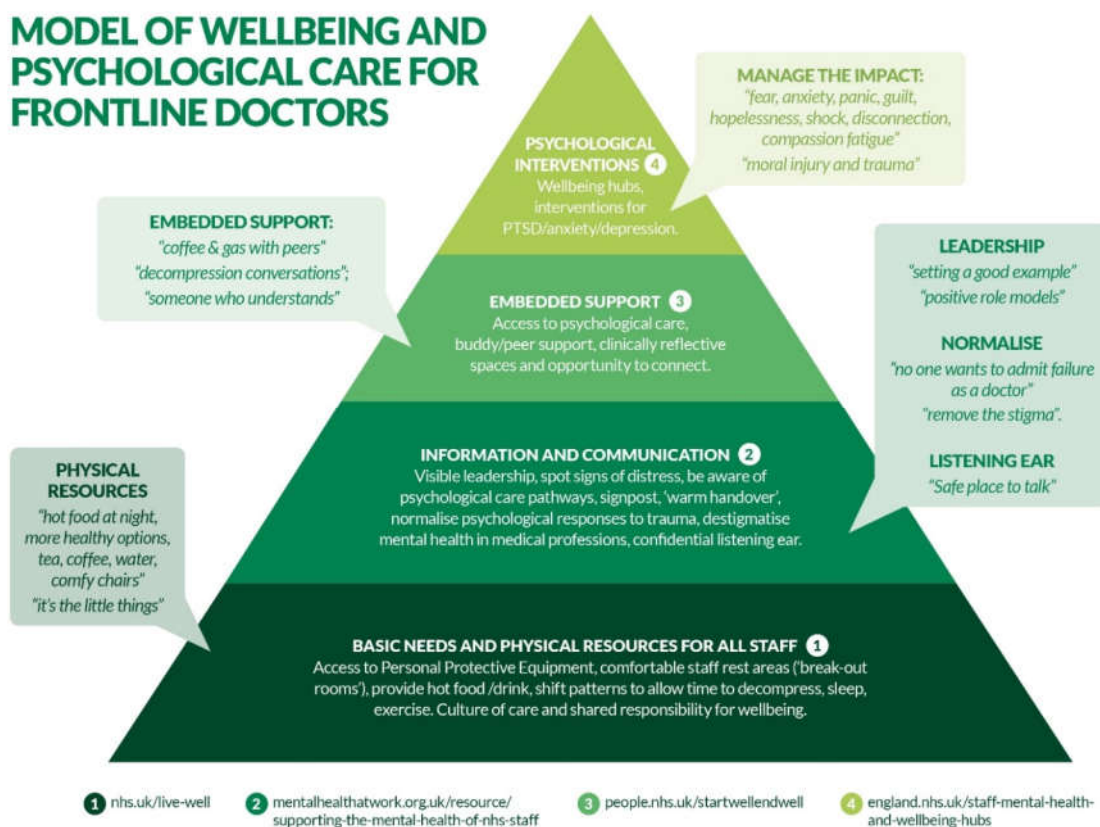 MODEL OF WELLBEING AND
PSYCHOLOGICAL CARE FOR
FRONTLINE DOCTORS
MANAGE THE IMPACT:
“fear, anxiety, panic, guilt,
hopelessness, shock, disconnection,
compassion fatigue”
“moral injury and trauma”
PSYCHOLOGICAL
INTERVENTIONS 4
Wellbeing hubs,
interventions for
PTSD/anxiety/depression.
EMBEDDED SUPPORT:
“coffee & gas with peers”
“decompression conversations”;
“someone who understands”
EMBEDDED SUPPORT 3
Access to psychological care,
buddy/peer support, clinically reflective
spaces and opportunity to connect.
LEADERSHIP
“setting a good example”
“positive role models”
NORMALISE
“no one wants to admit failure
as a doctor”
“remove the stigma”.
LISTENING EAR
“Safe place to talk”
INFORMATION AND COMMUNICATION 2
Visible leadership, spot signs of distress, be aware of
psychological care pathways, signpost, ‘warm handover’,
normalise psychological responses to trauma, destigmatise
mental health in medical professions, confidential listening ear.
PHYSICAL
RESOURCES
“hot food at night,
more healthy options,
tea, coffee, water,
comfy chairs”
“it’s the little things”
BASIC NEEDS AND PHYSICAL RESOURCES FOR ALL STAFF 1
Access to Personal Protective Equipment, comfortable staff rest areas (‘break-out
rooms’), provide hot food /drink, shift patterns to allow time to decompress, sleep,
exercise. Culture of care and shared responsibility for wellbeing.
1 nhs.uk/live-well
2 mentalhealthatwork.org.uk/resource/
supporting-the-mental-health-of-nhs-staff
3 people.nhs.uk/startwellendwell
4 england.nhs.uk/staff-mental-health-
and-wellbeing-hubs